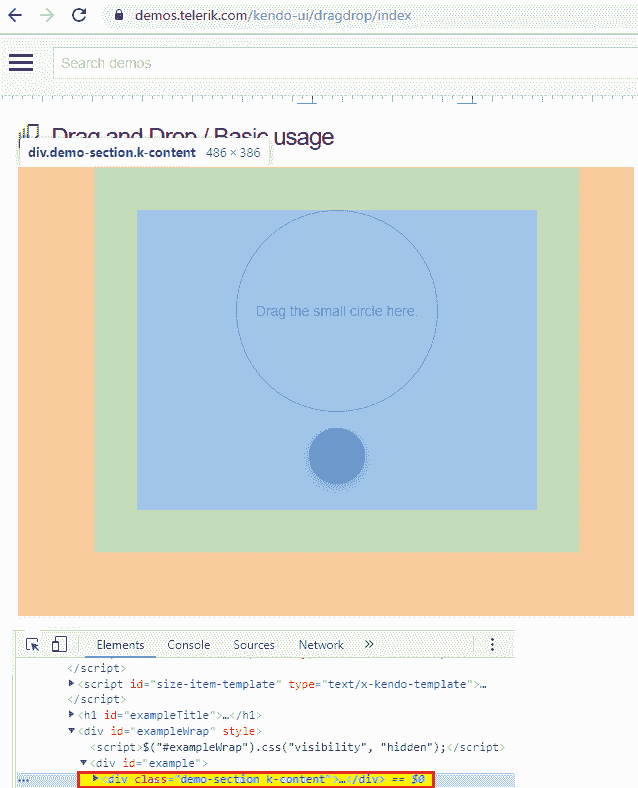 demos.telerik.com/kendo-ui/dragdrop/index
Search demos
Drag and Drop / Basic usage
div.demo-section.k-content 486 × 386
Drag the small circle here.
Elements Console Sources Network »
</script>
▶<script id="size-item-template" type="text/x-kendo-template">…
</script>
▶<h1 id="exampleTitle">…</h1>
▼<div id="exampleWrap" style>
<script>$("#exampleWrap").css("visibility", "hidden");</script>
▼<div id="example">
… ▶<div class="demo-section k-content">…</div> == $0